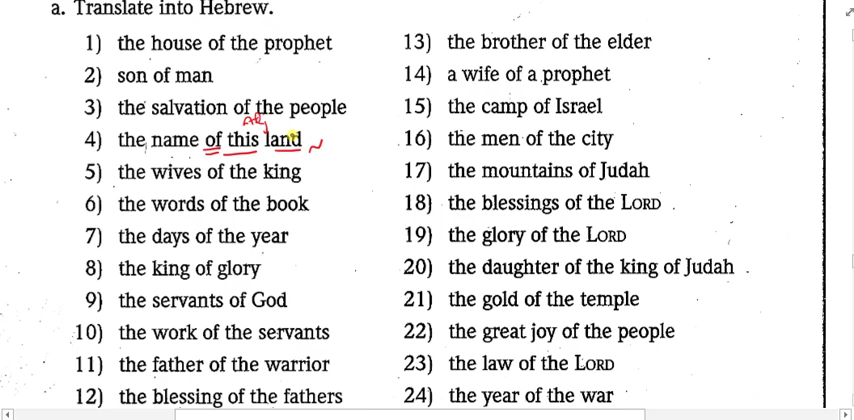 a. Translate into Hebrew.
1) the house of the prophet
2) son of man
3) the salvation of the people
Adj
4) the name of this land
N
5) the wives of the king
6) the words of the book
7) the days of the year
8) the king of glory
9) the servants of God
10) the work of the servants
11) the father of the warrior
12) the blessing of the fathers
13) the brother of the elder
14) a wife of a prophet
15) the camp of Israel
16) the men of the city
17) the mountains of Judah
18) the blessings of the LORD
19) the glory of the LORD
20) the daughter of the king of Judah
21) the gold of the temple
22) the great joy of the people
23) the law of the LORD
24) the year of the war